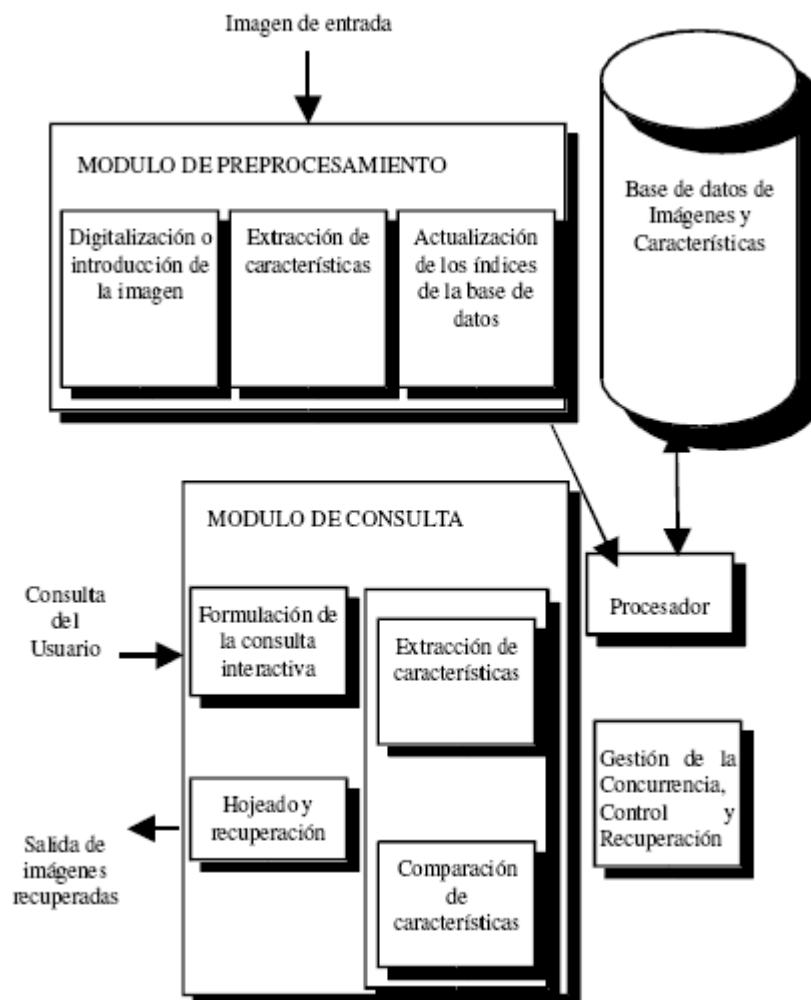 Imagen de entrada
MODULO DE PREPROCESAMIENTO
Digitalización o
introducción de
la imagen
Extracción de
características
Actualización
de los índices
de la base de
datos
Base de datos de
Imágenes y
Características
MODULO DE CONSULTA
Consulta
del
Usuario
Formulación de
la consulta
interactiva
Extracción de
características
Procesador
Hojeado y
recuperación
Salida de
imágenes
recuperadas
Comparación
de
características
Gestión de la
Concurrencia,
Control y
Recuperación